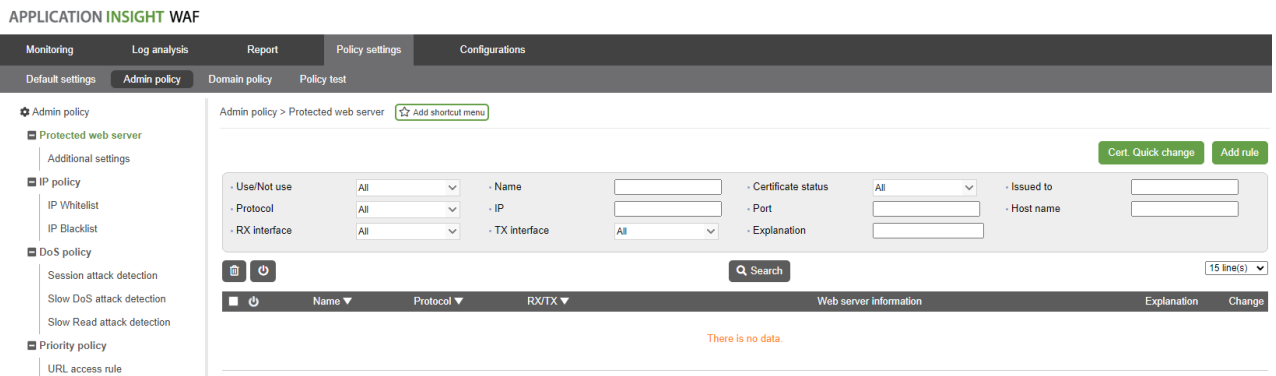 APPLICATION INSIGHT WAF
Monitoring Log analysis Report Policy settings Configurations
Default settings Admin policy Domain policy Policy test
Admin policy
Protected web server
Additional settings
IP policy
IP Whitelist
IP Blacklist
DoS policy
Session attack detection
Slow DoS attack detection
Slow Read attack detection
Priority policy
URL access rule
Admin policy > Protected web server Add shortcut menu
Cert. Quick change Add rule
Use/Not use All Name Certificate status All Issued to
Protocol All IP Port Host name
RX interface All TX interface All Explanation
Search 15 line(s)
Name ▼ Protocol ▼ RX/TX ▼ Web server information Explanation Change
There is no data.